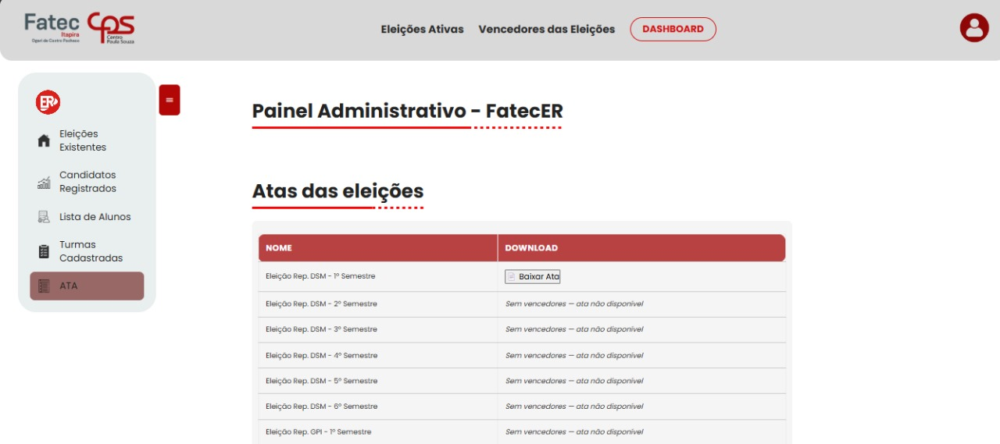 Fatec
Itapira
Ogari de Castro Pacheco
CPS
Centro
Paula Souza
Eleições Ativas
Vencedores das Eleições
DASHBOARD
ER
Eleições
Existentes
Candidatos
Registrados
Lista de Alunos
Turmas
Cadastradas
ATA
Painel Administrativo - FatecER
Atas das eleições
NOME DOWNLOAD
Eleição Rep. DSM - 1º Semestre Baixar Ata
Eleição Rep. DSM - 2º Semestre Sem vencedores — ata não disponível
Eleição Rep. DSM - 3º Semestre Sem vencedores — ata não disponível
Eleição Rep. DSM - 4º Semestre Sem vencedores — ata não disponível
Eleição Rep. DSM - 5º Semestre Sem vencedores — ata não disponível
Eleição Rep. DSM - 6º Semestre Sem vencedores — ata não disponível
Eleição Rep. GPI - 1º Semestre Sem vencedores — ata não disponível